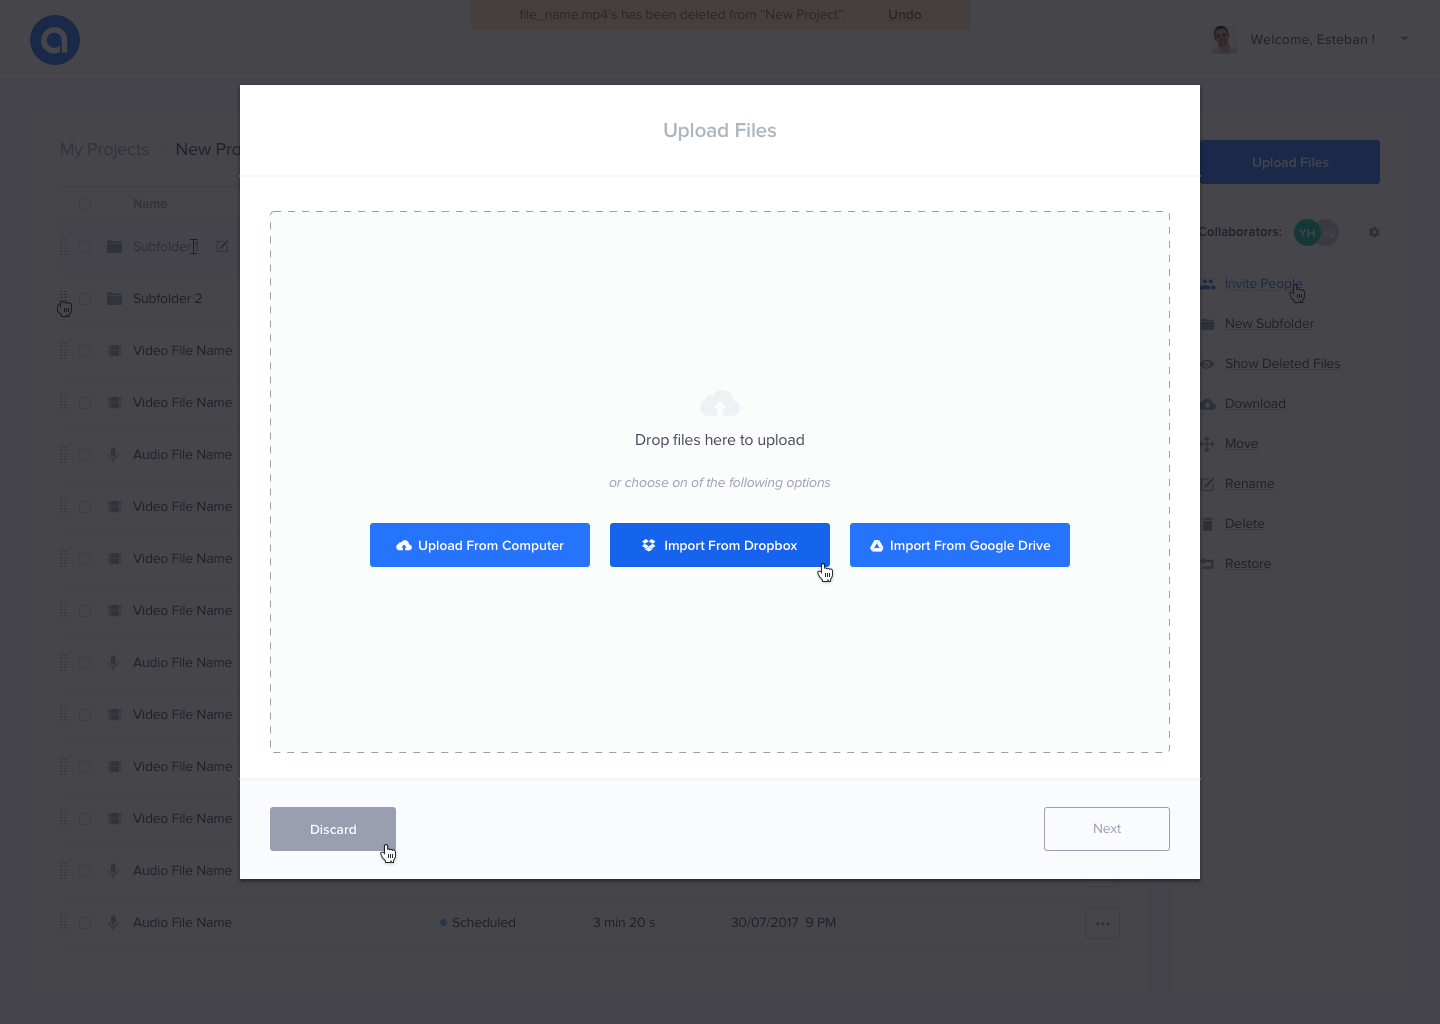 file_name.mp4's has been deleted from "New Project". Undo
Welcome, Esteban !
Upload Files
My Projects > New Pro
Upload Files
Name
Collaborators: YH +2
Subfolder
Subfolder 2
Video File Name
Video File Name
Audio File Name
Video File Name
Video File Name
Video File Name
Audio File Name
Video File Name
Video File Name
Video File Name
Audio File Name
Audio File Name Scheduled 3 min 20 s 30/07/2017 9 PM
Drop files here to upload
or choose on of the following options
Upload From Computer
Import From Dropbox
Import From Google Drive
Discard
Next
Invite People
New Subfolder
Show Deleted Files
Download
Move
Rename
Delete
Restore